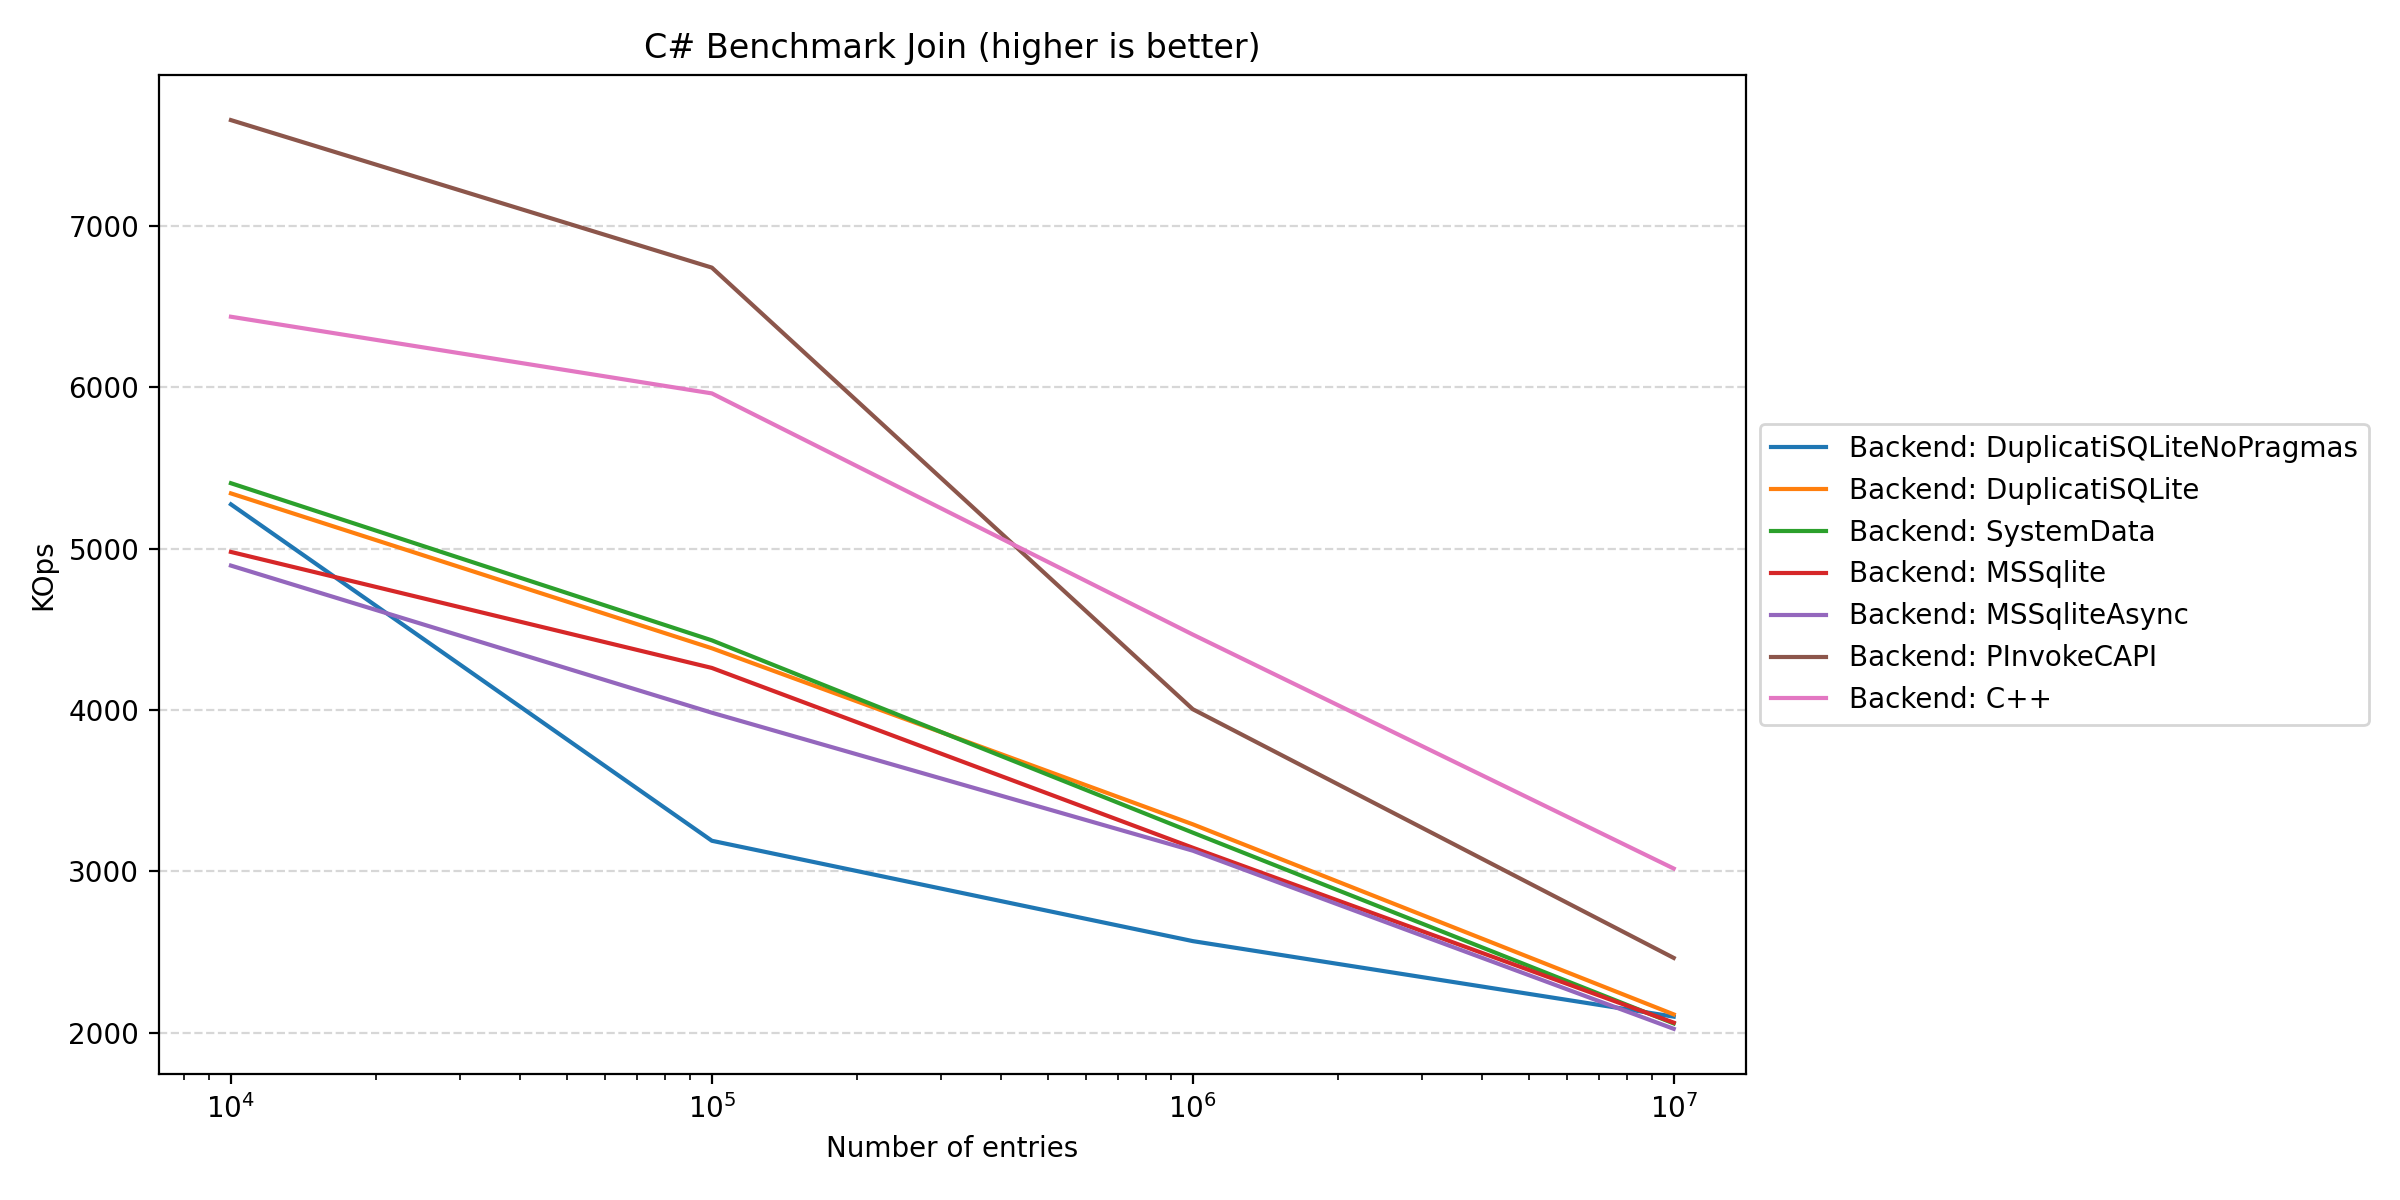 C# Benchmark Join (higher is better)
KOps
7000
6000
5000
4000
3000
2000
10⁴ 10⁵ 10⁶ 10⁷
Number of entries
Backend: DuplicatiSQLiteNoPragmas
Backend: DuplicatiSQLite
Backend: SystemData
Backend: MSSqlite
Backend: MSSqliteAsync
Backend: PInvokeCAPI
Backend: C++